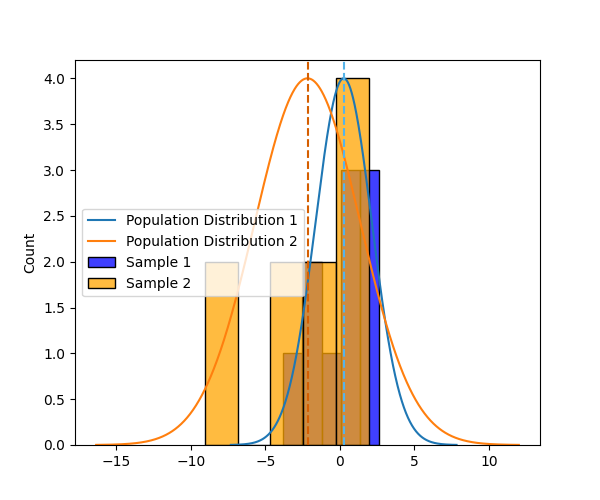 4.0
3.5
3.0
2.5
2.0
1.5
1.0
0.5
0.0
Count
Population Distribution 1
Population Distribution 2
Sample 1
Sample 2
−15 −10 −5 0 5 10